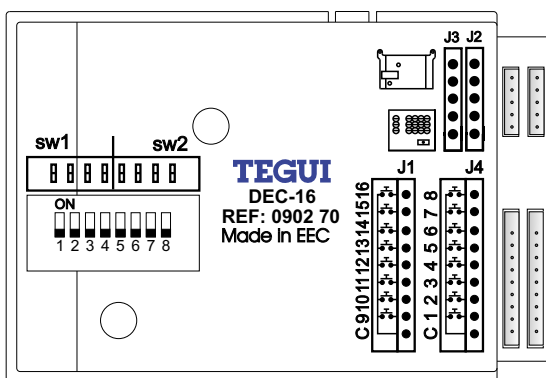 J3 J2
sw1 sw2
ON
1 2 3 4 5 6 7 8
TEGUI
DEC-16
REF: 0902 70
Made in EEC
J1 J4
C 9 10 11 12 13 14 15 16
C 1 2 3 4 5 6 7 8